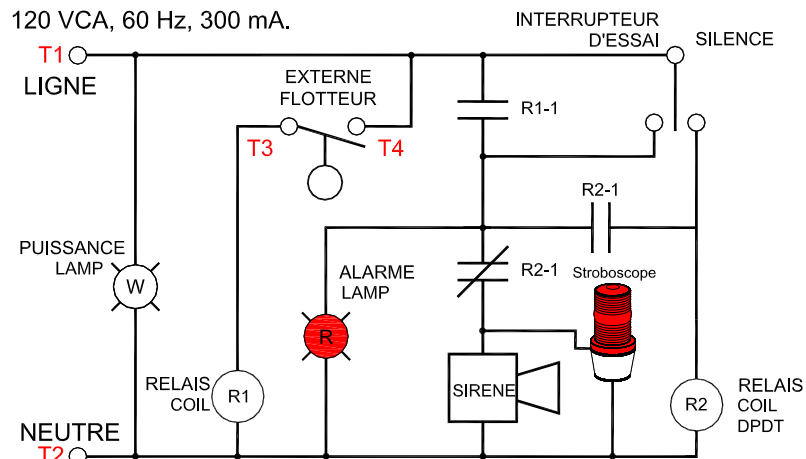 120 VCA, 60 Hz, 300 mA.
INTERRUPTEUR
D'ESSAI
SILENCE
T1
LIGNE
EXTERNE
FLOTTEUR
R1-1
T3
T4
R2-1
PUISSANCE
LAMP
W
ALARME
LAMP
R2-1
Stroboscope
R
RELAIS
COIL
R1
SIRENE
R2
RELAIS
COIL
DPDT
NEUTRE
T2